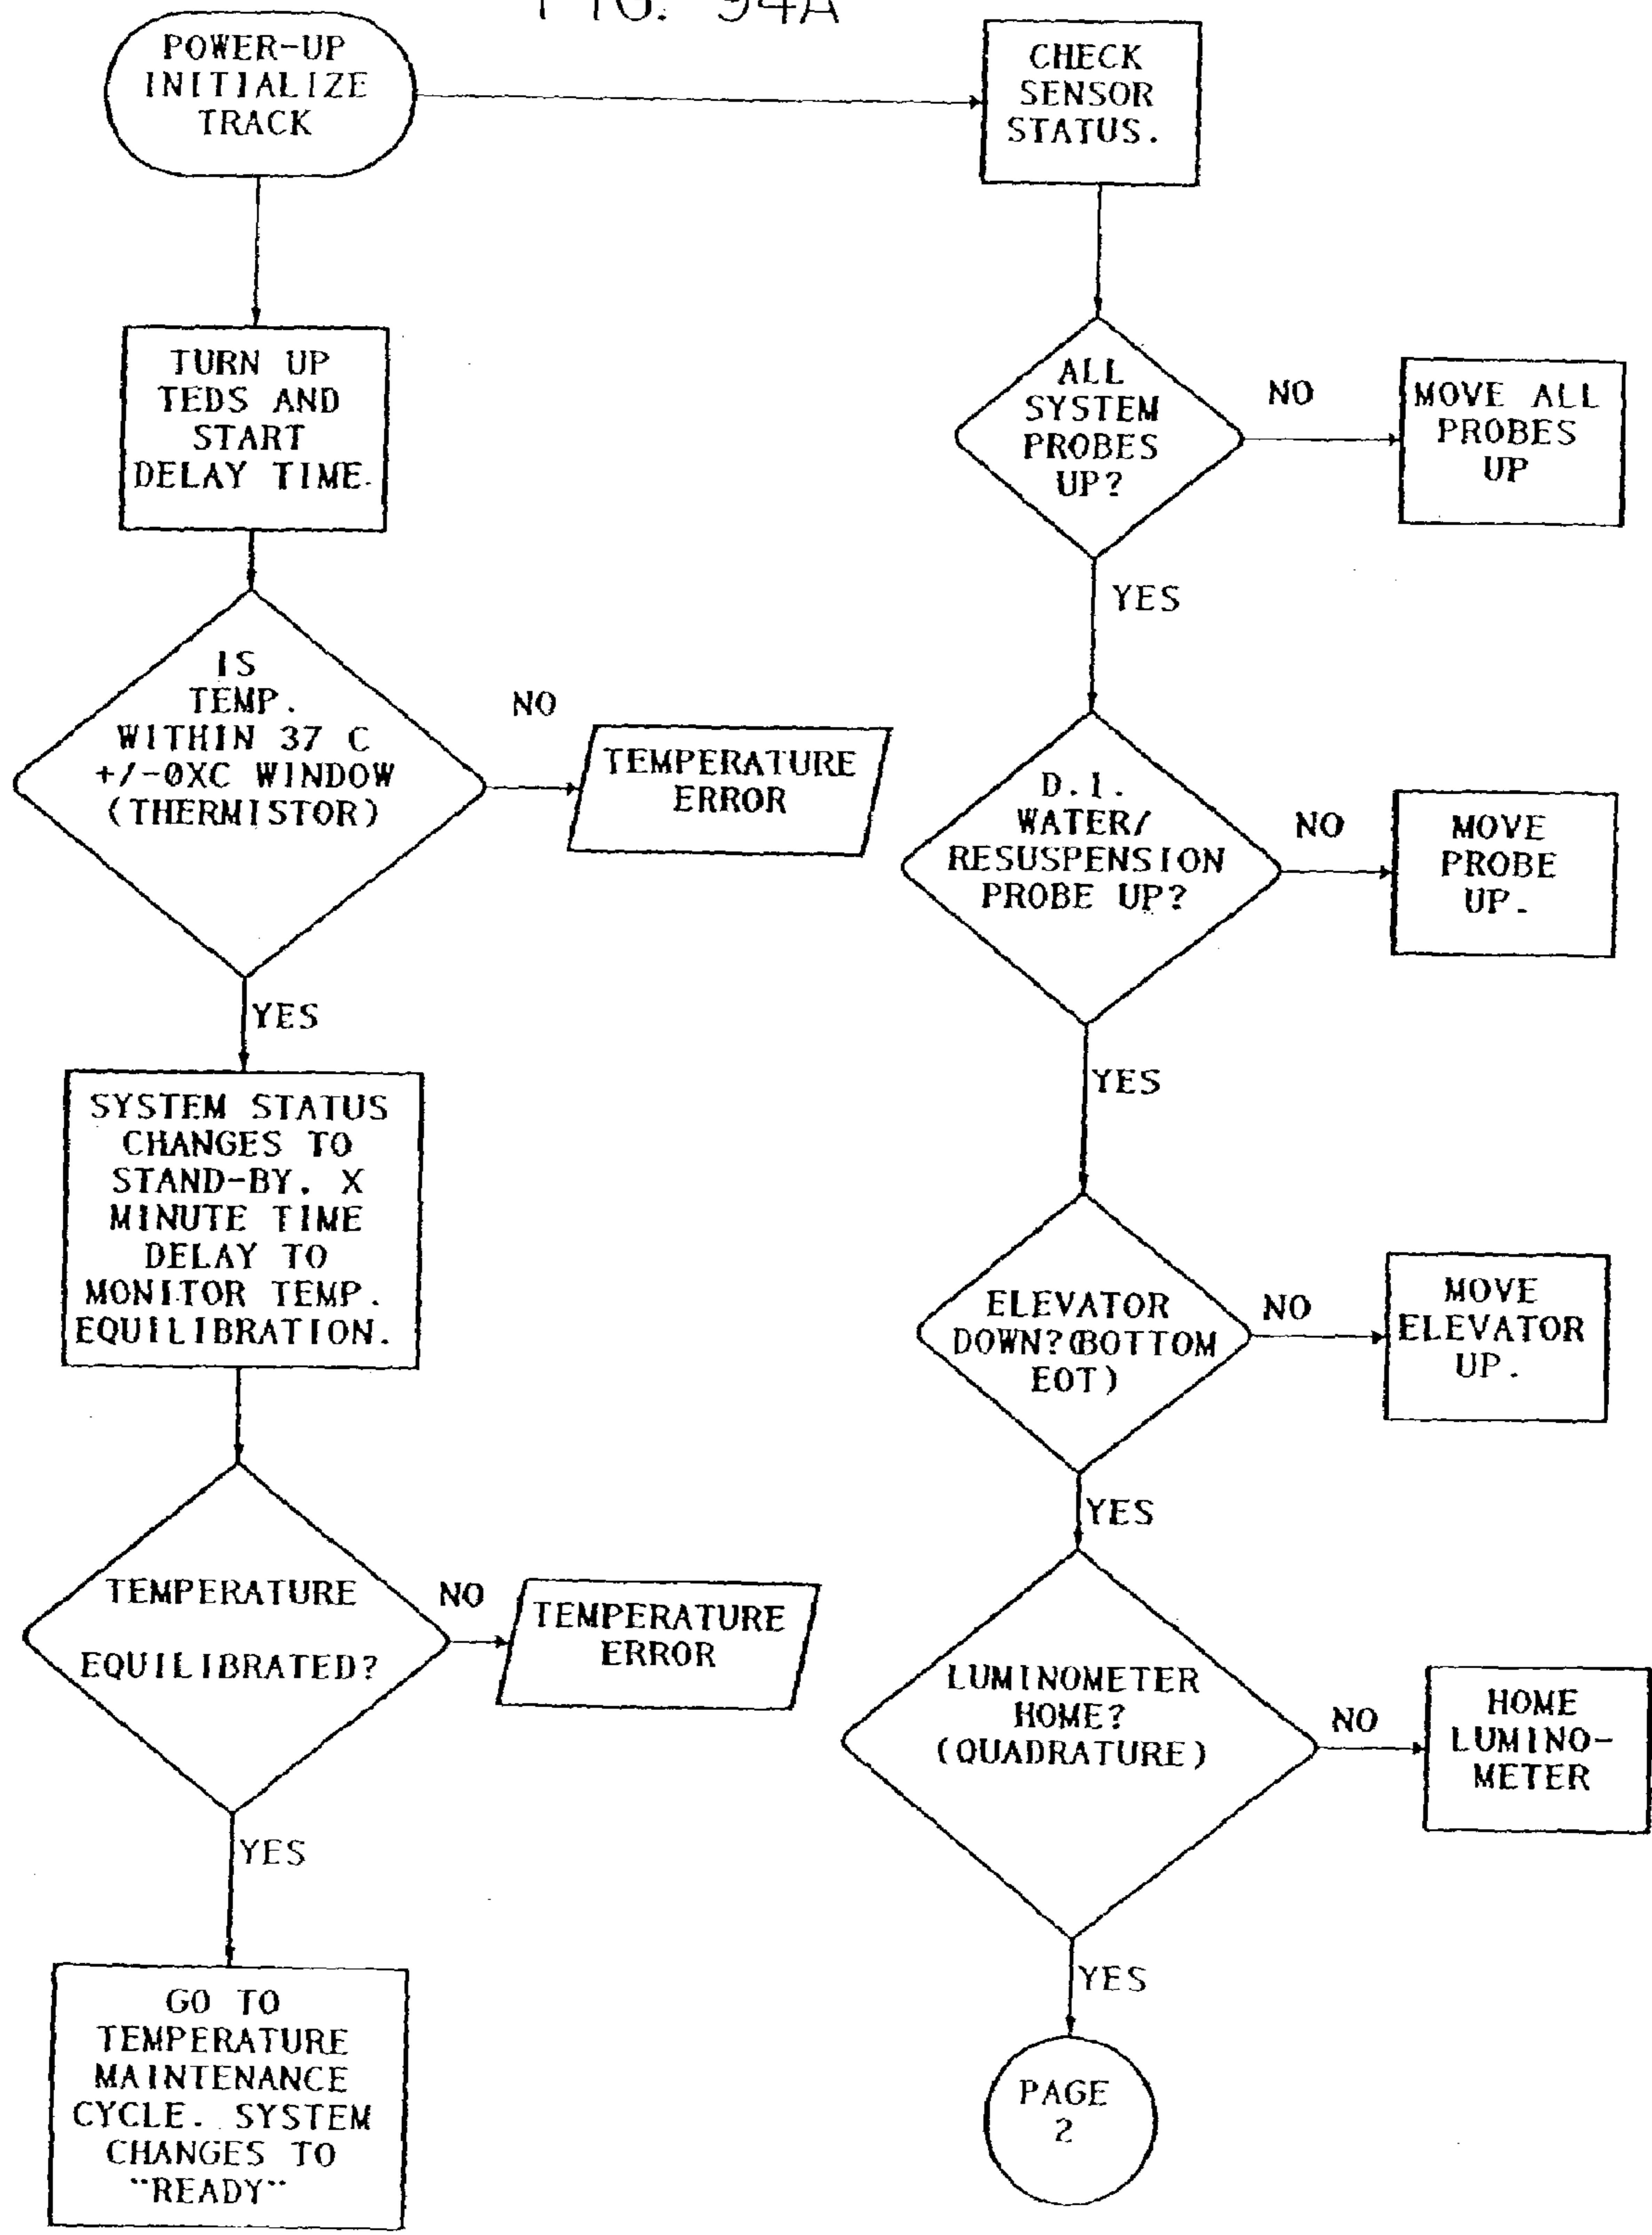 FIG. 94A
POWER-UP
INITIALIZE
TRACK
TURN UP
TEDS AND
START
DELAY TIME.
IS
TEMP.
WITHIN 37 C
+/-0XC WINDOW
(THERMISTOR)
NO
TEMPERATURE
ERROR
YES
SYSTEM STATUS
CHANGES TO
STAND-BY. X
MINUTE TIME
DELAY TO
MONITOR TEMP.
EQUILIBRATION.
TEMPERATURE
EQUILIBRATED?
NO
TEMPERATURE
ERROR
YES
GO TO
TEMPERATURE
MAINTENANCE
CYCLE. SYSTEM
CHANGES TO
"READY"
CHECK
SENSOR
STATUS.
ALL
SYSTEM
PROBES
UP?
NO
MOVE ALL
PROBES
UP
YES
D.I.
WATER/
RESUSPENSION
PROBE UP?
NO
MOVE
PROBE
UP.
YES
ELEVATOR
DOWN?(BOTTOM
EOT)
NO
MOVE
ELEVATOR
UP.
YES
LUMINOMETER
HOME?
(QUADRATURE)
NO
HOME
LUMINO-
METER
YES
PAGE
2